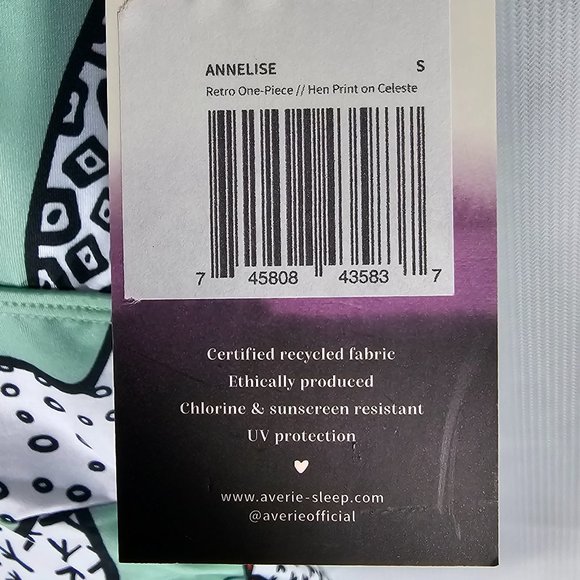 ANNELISE S
Retro One-Piece // Hen Print on Celeste
7 45808 43583 7
Certified recycled fabric
Ethically produced
Chlorine & sunscreen resistant
UV protection
www.averie-sleep.com
@averieofficial